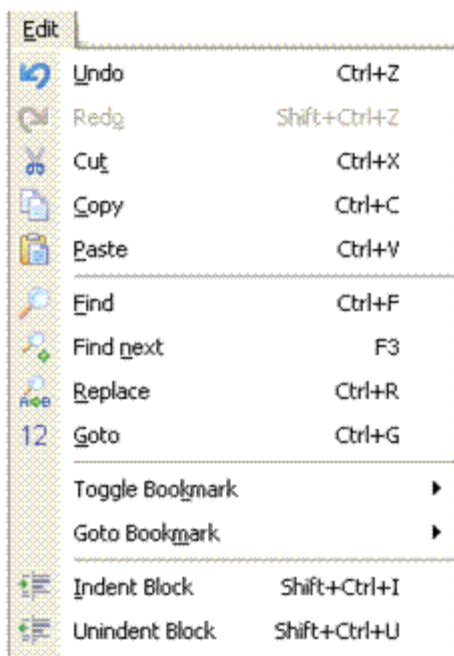 Edit
Undo Ctrl+Z
Redo Shift+Ctrl+Z
Cut Ctrl+X
Copy Ctrl+C
Paste Ctrl+V
Find Ctrl+F
Find next F3
A B
Replace Ctrl+R
12 Goto Ctrl+G
Toggle Bookmark
Goto Bookmark
Indent Block Shift+Ctrl+I
Unindent Block Shift+Ctrl+U